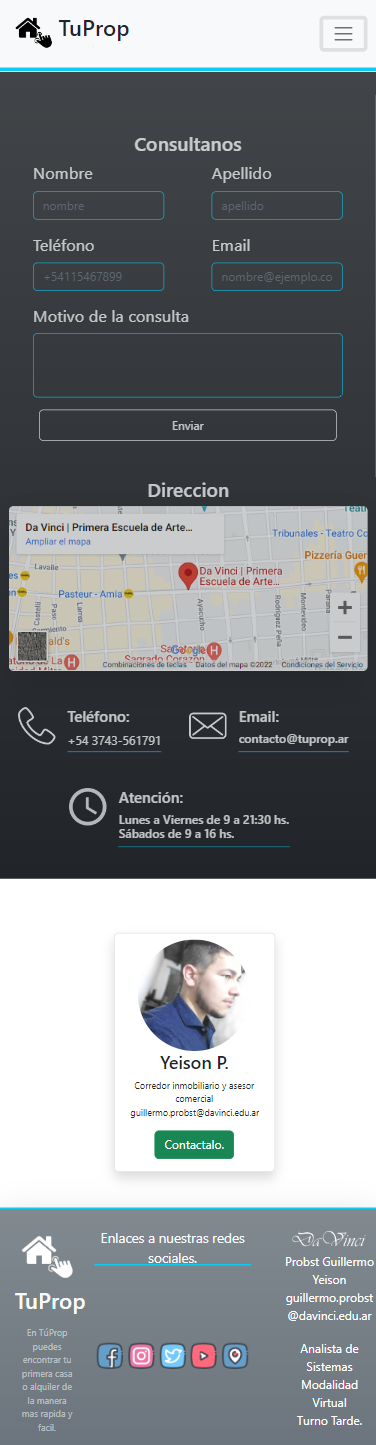 TuProp
Consultanos
Nombre
Apellido
nombre
apellido
Teléfono
Email
+54115467899
nombre@ejemplo.co
Motivo de la consulta
Enviar
Direccion
Da Vinci | Primera Escuela de Arte...
Ampliar el mapa
Tribunales - Teatro Co
Pizzería Guer
Lavalle
Da Vinci | Primera
Escuela de Arte...
Pasteur - Amia
Ayacucho
Rodríguez Peña
Montevideo
Paraná
Paso
Larrea
Google
Sagrado Corazón
Combinaciones de teclas
Datos del mapa ©2022
Condiciones del Servicio
Teléfono:
+54 3743-561791
Email:
contacto@tuprop.ar
Atención:
Lunes a Viernes de 9 a 21:30 hs.
Sábados de 9 a 16 hs.
Yeison P.
Corredor inmobiliario y asesor
comercial
guillermo.probst@davinci.edu.ar
Contactalo.
TuProp
En TúProp
puedes
encontrar tu
primera casa
o alquiler de
la manera
mas rapida y
facil.
Enlaces a nuestras redes
sociales.
DaVinci
Probst Guillermo
Yeison
guillermo.probst
@davinci.edu.ar
Analista de
Sistemas
Modalidad
Virtual
Turno Tarde.